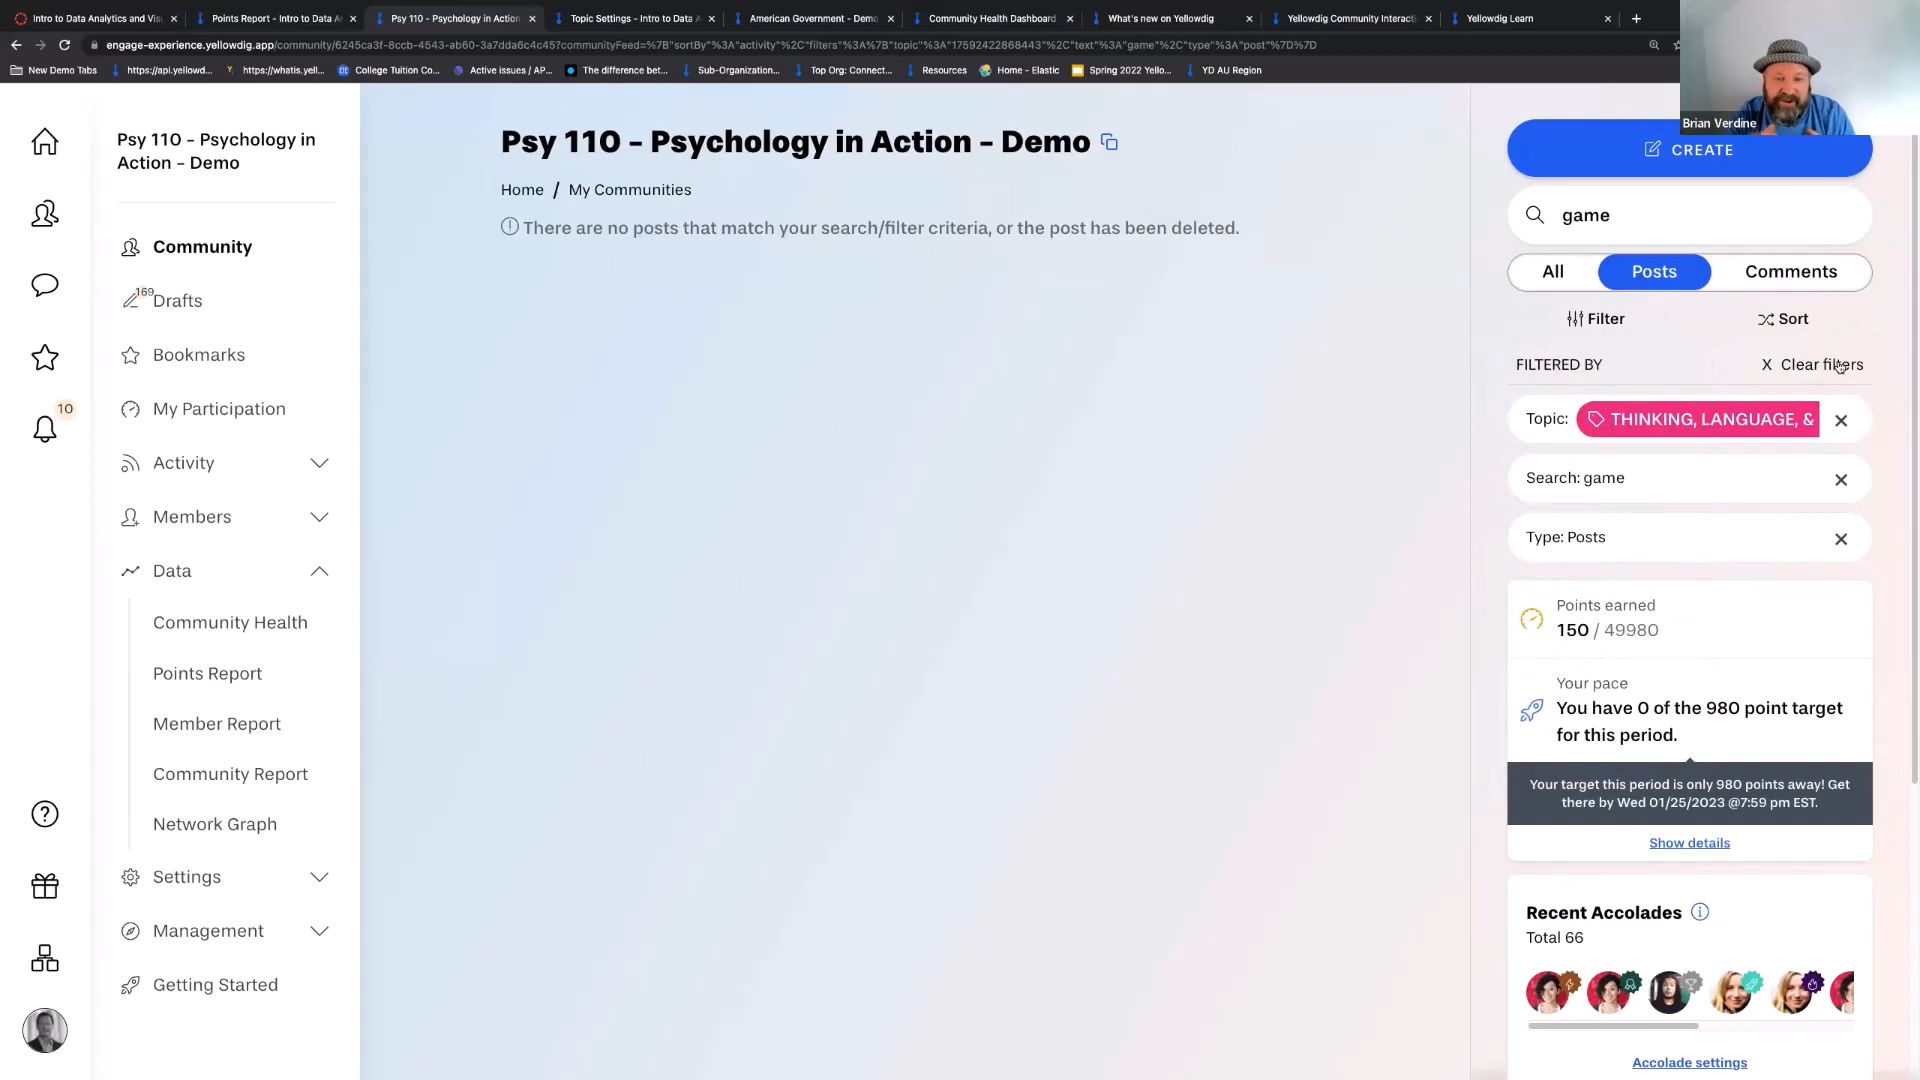 Intro to Data Analytics and Visu
Points Report - Intro to Data An
Psy 110 - Psychology in Action
Topic Settings - Intro to Data A
American Government - Demo
Community Health Dashboard
What's new on Yellowdig
Yellowdig Community Interacti
Yellowdig Learn
engage-experience.yellowdig.app/community/6245ca3f-8ccb-4543-ab60-3a7dda6c4c45?communityFeed=%7B"sortBy"%3A"activity"%2C"filters"%3A%7B"topic"%3A"17592422868443"%2C"text"%3A"game"%2C"type"%3A"post"%7D%7D
New Demo Tabs
https://api.yellowd...
https://whatis.yell...
College Tuition Co...
Active issues / AP...
The difference bet...
Sub-Organization...
Top Org: Connect...
Resources
Home - Elastic
Spring 2022 Yello...
YD AU Region
Brian Verdine
10
Psy 110 - Psychology in
Action - Demo
Community
169
Drafts
Bookmarks
My Participation
Activity
Members
Data
Community Health
Points Report
Member Report
Community Report
Network Graph
Settings
Management
Getting Started
Psy 110 - Psychology in Action - Demo
Home / My Communities
There are no posts that match your search/filter criteria, or the post has been deleted.
CREATE
game
All
Posts
Comments
Filter
Sort
FILTERED BY
X Clear filters
Topic: THINKING, LANGUAGE, &
Search: game
Type: Posts
Points earned
150 / 49980
Your pace
You have 0 of the 980 point target
for this period.
Your target this period is only 980 points away! Get
there by Wed 01/25/2023 @7:59 pm EST.
Show details
Recent Accolades
Total 66
Accolade settings